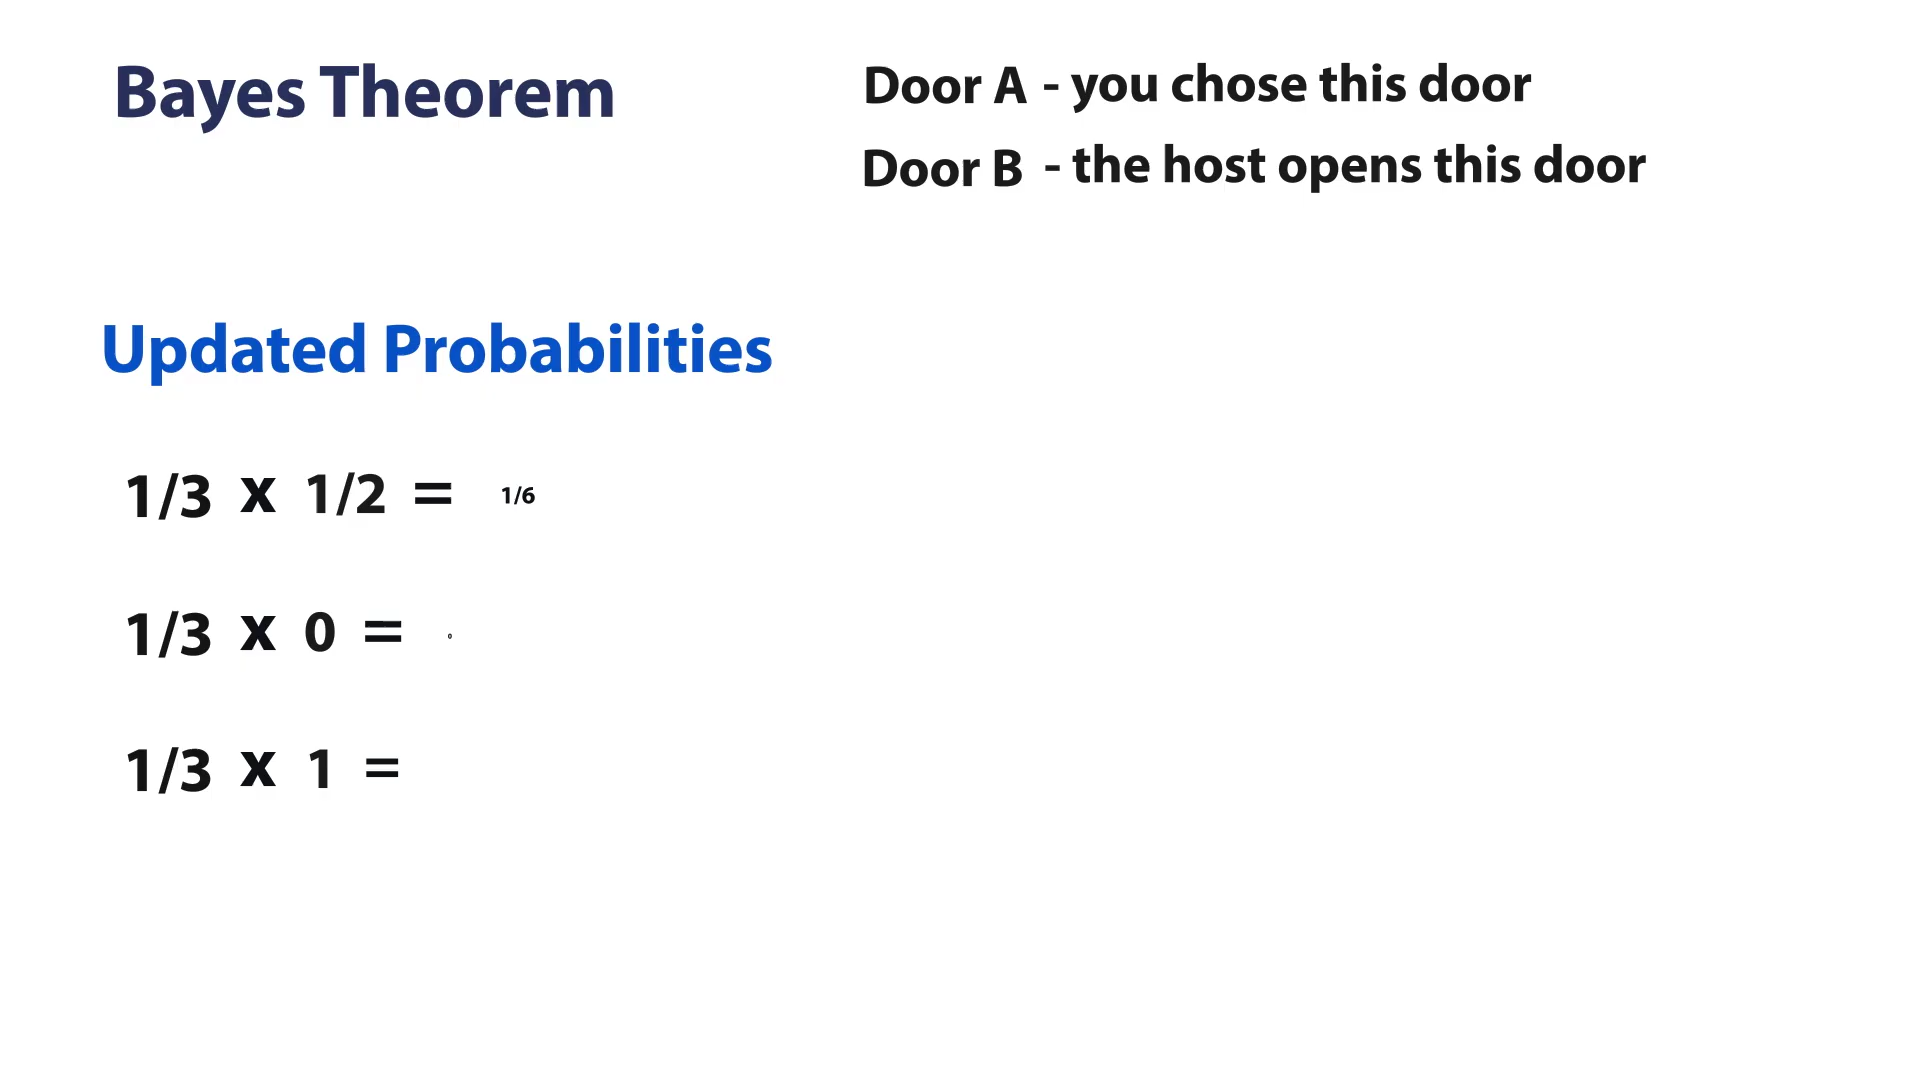 Bayes Theorem
Door A - you chose this door
Door B - the host opens this door
Updated Probabilities
1/3 x 1/2 = 1/6
1/3 x 0 = 0
1/3 x 1 =